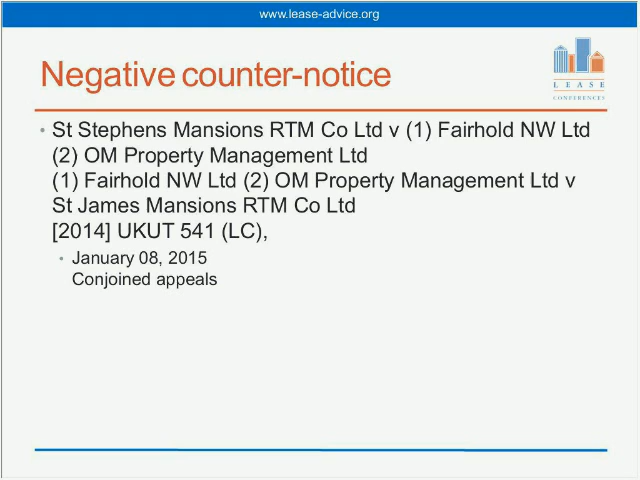 www.lease-advice.org
Negative counter-notice
LEASE
CONFERENCES
• St Stephens Mansions RTM Co Ltd v (1) Fairhold NW Ltd
(2) OM Property Management Ltd
(1) Fairhold NW Ltd (2) OM Property Management Ltd v
St James Mansions RTM Co Ltd
[2014] UKUT 541 (LC),
• January 08, 2015
Conjoined appeals